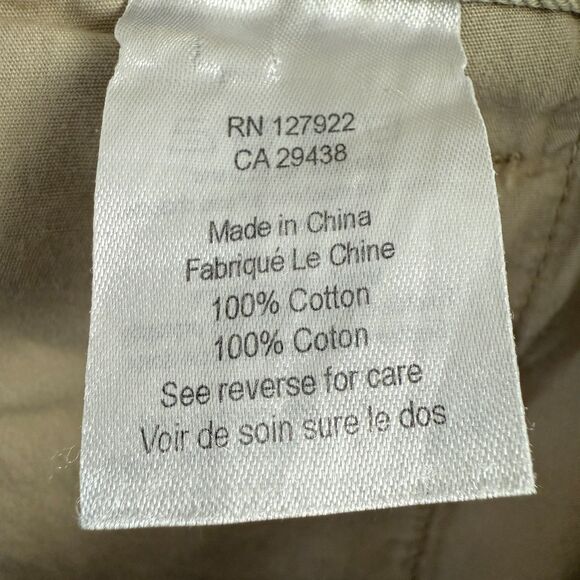 RN 127922
CA 29438
Made in China
Fabriqué Le Chine
100% Cotton
100% Coton
See reverse for care
Voir de soin sure le dos